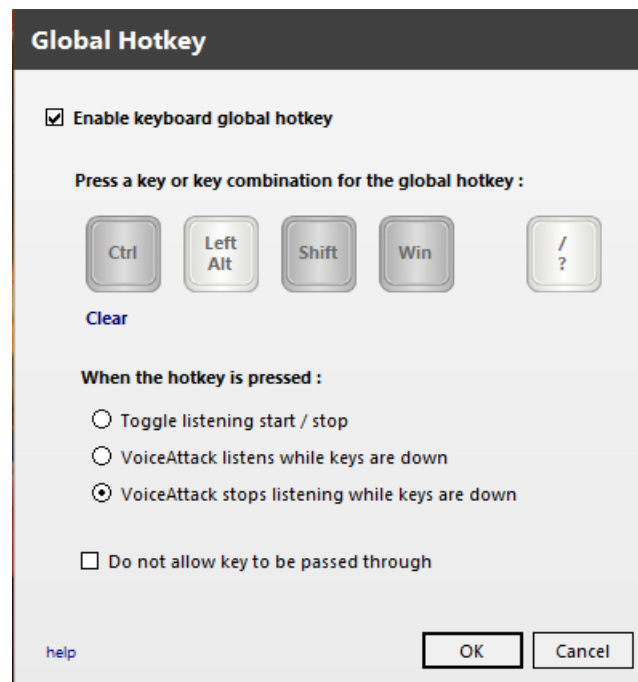 Global Hotkey
Enable keyboard global hotkey
Press a key or key combination for the global hotkey :
Ctrl
Left
Alt
Shift
Win
/
?
Clear
When the hotkey is pressed :
Toggle listening start / stop
VoiceAttack listens while keys are down
VoiceAttack stops listening while keys are down
Do not allow key to be passed through
help
OK
Cancel